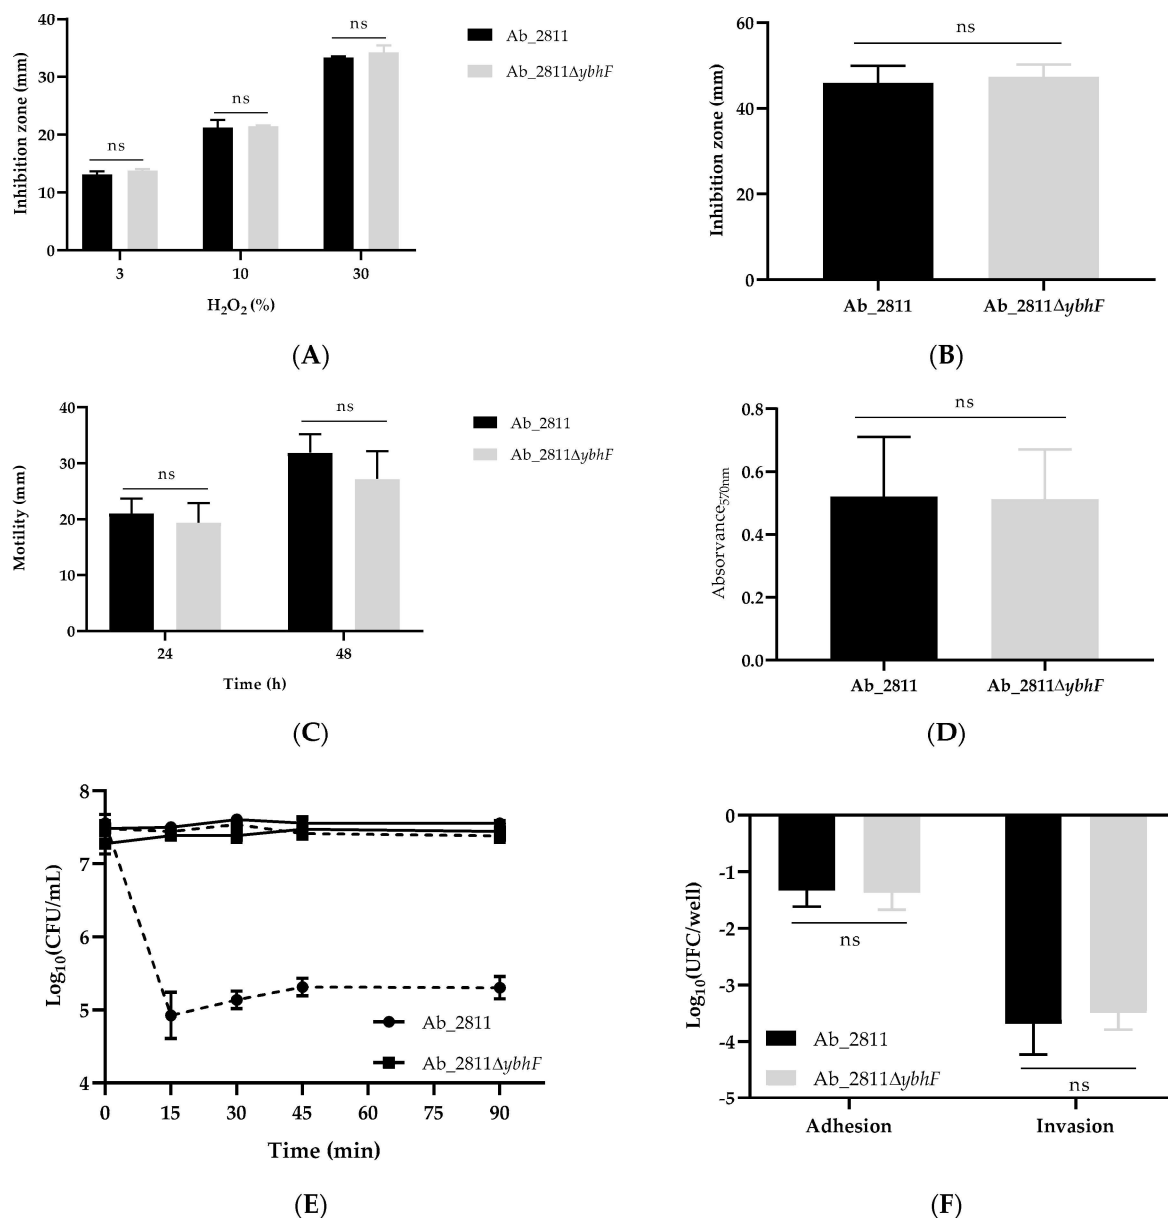 40
30
20
10
0
Inhibition zone (mm)
ns
ns
ns
3
10
30
H₂O₂ (%)
Ab_2811
Ab_2811ΔybhF
(A)
60
40
20
0
Inhibition zone (mm)
ns
Ab_2811
Ab_2811ΔybhF
(B)
40
30
20
10
0
Motility (mm)
ns
ns
24
48
Time (h)
Ab_2811
Ab_2811ΔybhF
(C)
0.8
0.6
0.4
0.2
0.0
Absorvance570nm
ns
Ab_2811
Ab_2811ΔybhF
(D)
8
7
6
5
4
Log₁₀(CFU/mL)
Ab_2811
Ab_2811ΔybhF
0
15
30
45
60
75
90
Time (min)
(E)
0
-1
-2
-3
-4
-5
Log₁₀(UFC/well)
ns
ns
Ab_2811
Ab_2811ΔybhF
Adhesion
Invasion
(F)